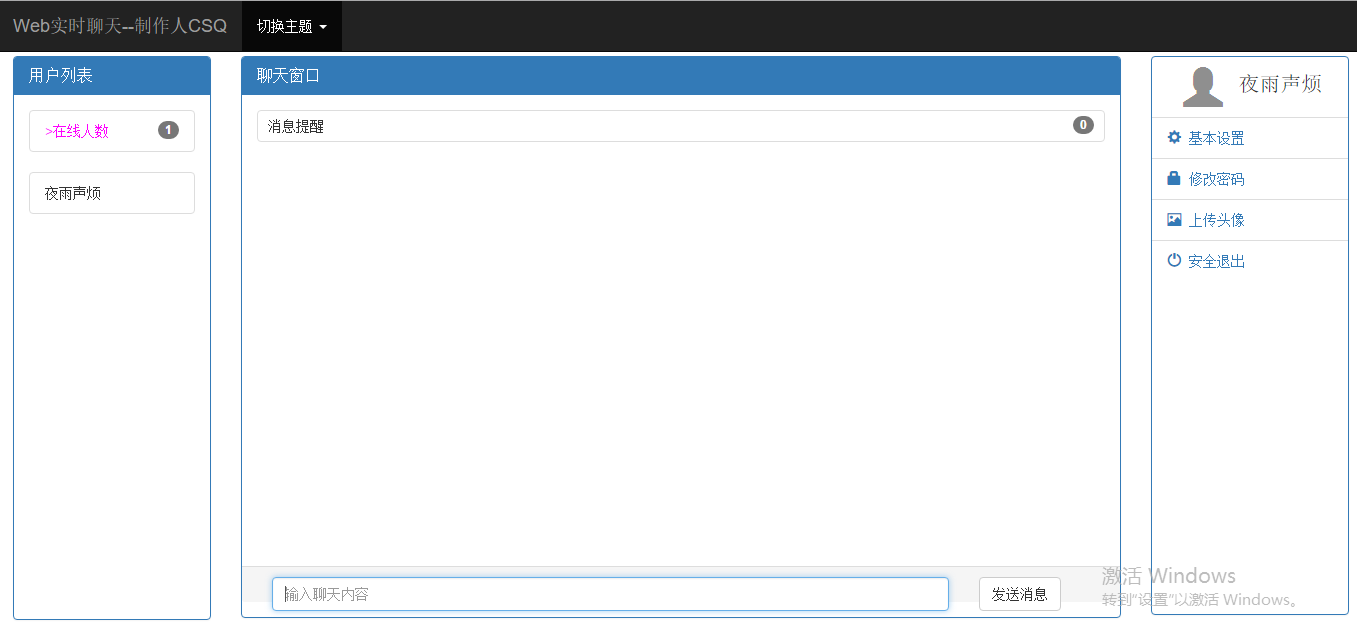 Web实时聊天--制作人CSQ
切换主题
用户列表
>在线人数 1
夜雨声烦
聊天窗口
消息提醒 0
输入聊天内容
发送消息
夜雨声烦
基本设置
修改密码
上传头像
安全退出
激活 Windows
转到"设置"以激活 Windows。